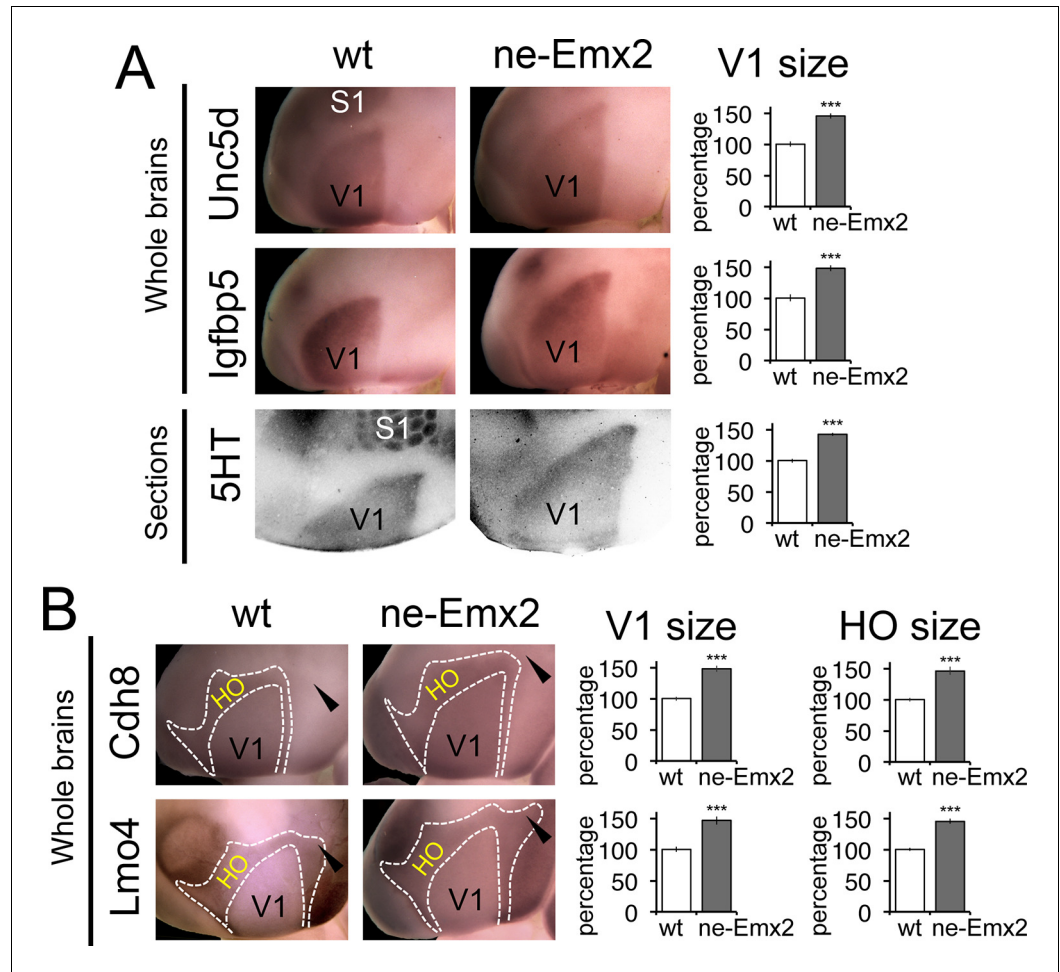 A
wt
ne-Emx2
V1 size
Whole brains
Unc5d
S1
V1
V1
percentage
150
100
50
0
***
wt
ne-Emx2
Igfbp5
V1
V1
percentage
150
100
50
0
***
wt
ne-Emx2
Sections
5HT
S1
V1
V1
percentage
150
100
50
0
***
wt
ne-Emx2
B
wt
ne-Emx2
V1 size
HO size
Whole brains
Cdh8
HO
V1
HO
V1
percentage
150
100
50
0
***
wt
ne-Emx2
percentage
150
100
50
0
***
wt
ne-Emx2
Lmo4
HO
V1
HO
V1
percentage
150
100
50
0
***
wt
ne-Emx2
percentage
150
100
50
0
***
wt
ne-Emx2